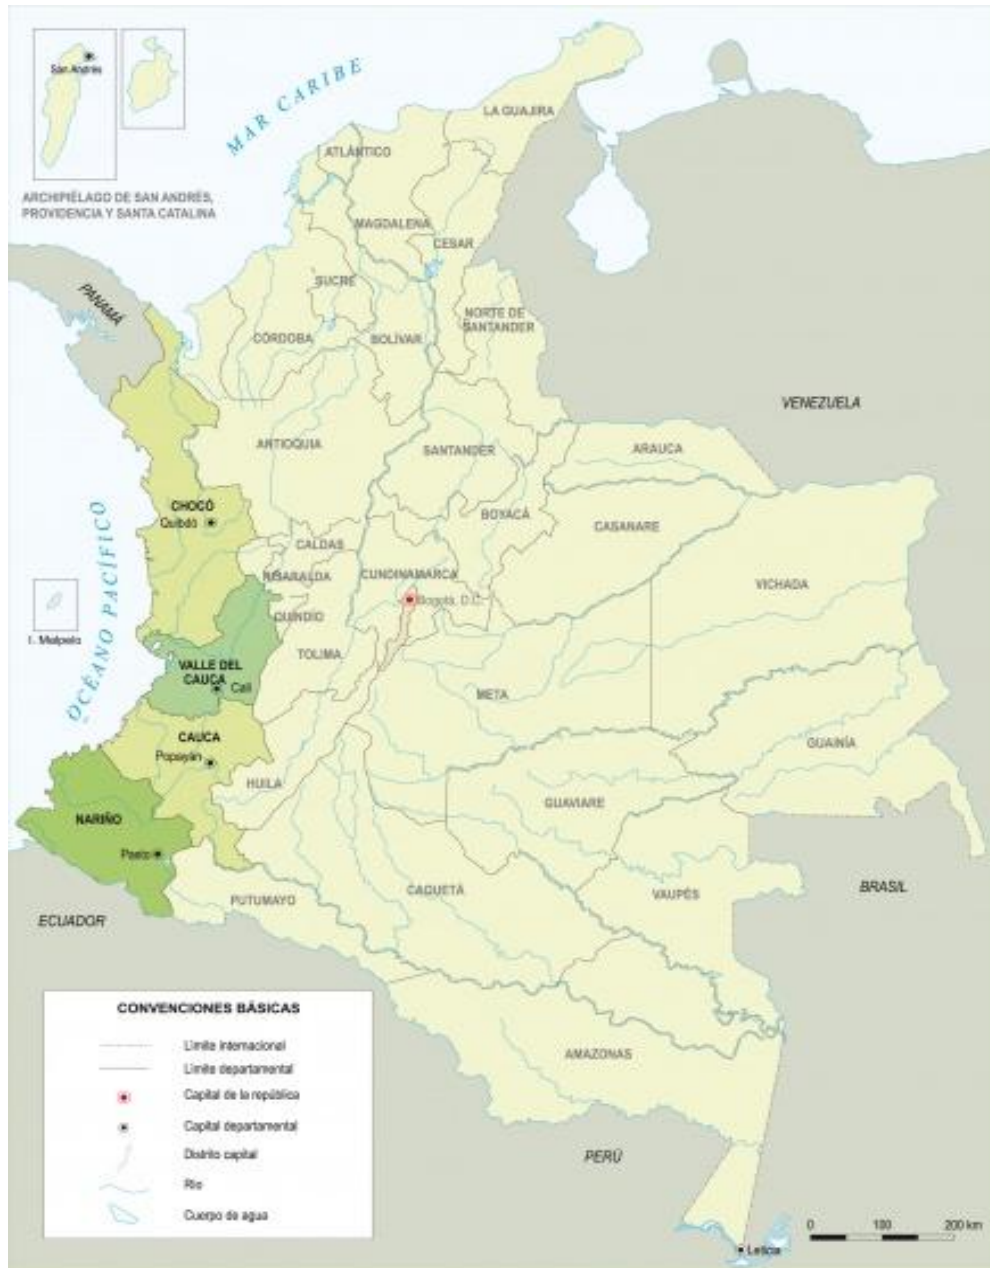 San Andrés
ARCHIPIÉLAGO DE SAN ANDRÉS,
PROVIDENCIA Y SANTA CATALINA
MAR CARIBE
LA GUAJIRA
ATLÁNTICO
MAGDALENA
CESAR
SUCRE
PANAMÁ
NORTE DE
SANTANDER
CÓRDOBA
BOLÍVAR
VENEZUELA
ANTIOQUIA
SANTANDER
ARAUCA
CHOCÓ
Quibdó
BOYACÁ
CASANARE
OCÉANO PACÍFICO
CALDAS
RISARALDA
CUNDINAMARCA
VICHADA
Bogotá, D.C.
I. Malpelo
QUINDIO
TOLIMA
VALLE DEL
CAUCA
Cali
META
CAUCA
Popayán
GUAINÍA
HUILA
GUAVIARE
NARIÑO
Pasto
CAQUETÁ
VAUPÉS
BRASIL
PUTUMAYO
ECUADOR
CONVENCIONES BÁSICAS
Límite internacional
Límite departamental
Capital de la república
Capital departamental
Distrito capital
Río
Cuerpo de agua
AMAZONAS
PERÚ
0 100 200 km
Leticia